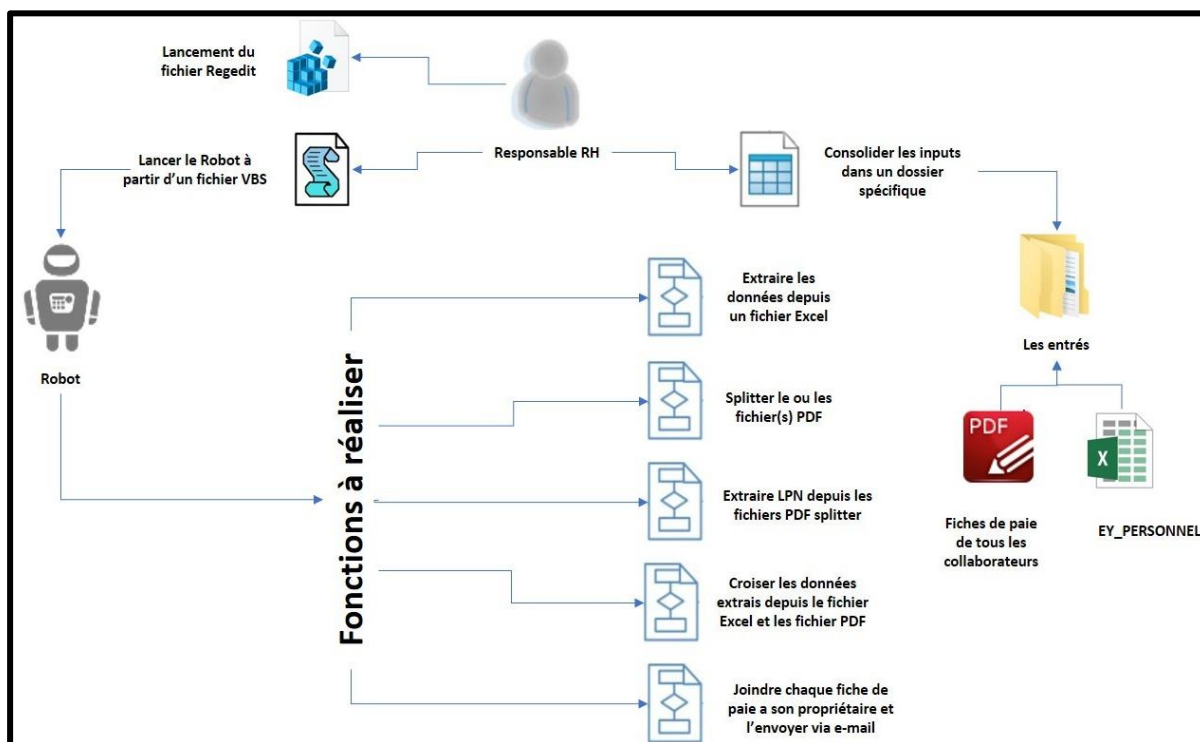 Lancement du
fichier Regedit
Responsable RH
Lancer le Robot à
partir d'un fichier VBS
Consolider les inputs
dans un dossier
spécifique
Robot
Fonctions à réaliser
Extraire les
données depuis
un fichier Excel
Splitter le ou les
fichier(s) PDF
Extraire LPN depuis les
fichiers PDF splitter
Croiser les données
extrais depuis le fichier
Excel et les fichier PDF
Joindre chaque fiche de
paie a son propriétaire et
l'envoyer via e-mail
Les entrés
PDF
X
Fiches de paie
de tous les
collaborateurs
EY_PERSONNEL